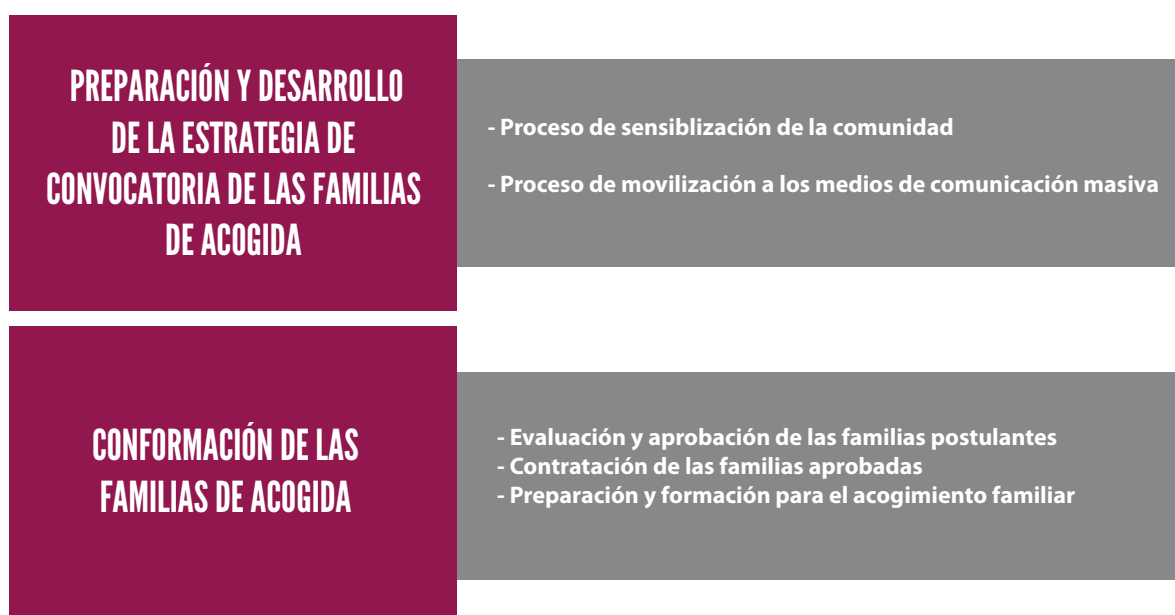 PREPARACIÓN Y DESARROLLO
DE LA ESTRATEGIA DE
CONVOCATORIA DE LAS FAMILIAS
DE ACOGIDA
- Proceso de sensiblización de la comunidad
- Proceso de movilización a los medios de comunicación masiva
CONFORMACIÓN DE LAS
FAMILIAS DE ACOGIDA
- Evaluación y aprobación de las familias postulantes
- Contratación de las familias aprobadas
- Preparación y formación para el acogimiento familiar